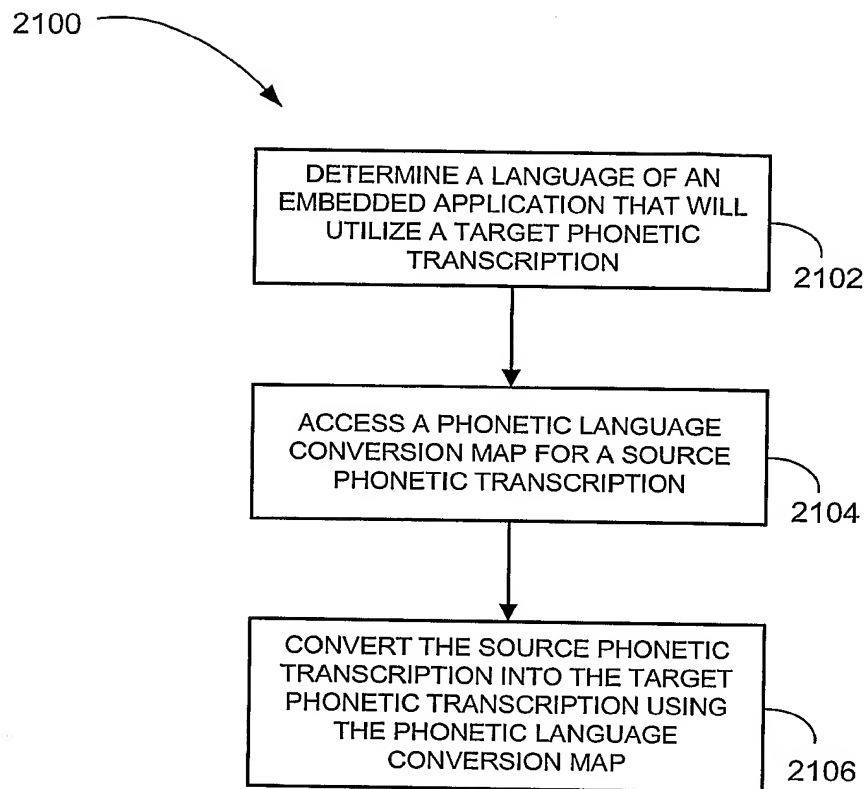 2100
DETERMINE A LANGUAGE OF AN
EMBEDDED APPLICATION THAT WILL
UTILIZE A TARGET PHONETIC
TRANSCRIPTION
2102
ACCESS A PHONETIC LANGUAGE
CONVERSION MAP FOR A SOURCE
PHONETIC TRANSCRIPTION
2104
CONVERT THE SOURCE PHONETIC
TRANSCRIPTION INTO THE TARGET
PHONETIC TRANSCRIPTION USING
THE PHONETIC LANGUAGE
CONVERSION MAP
2106